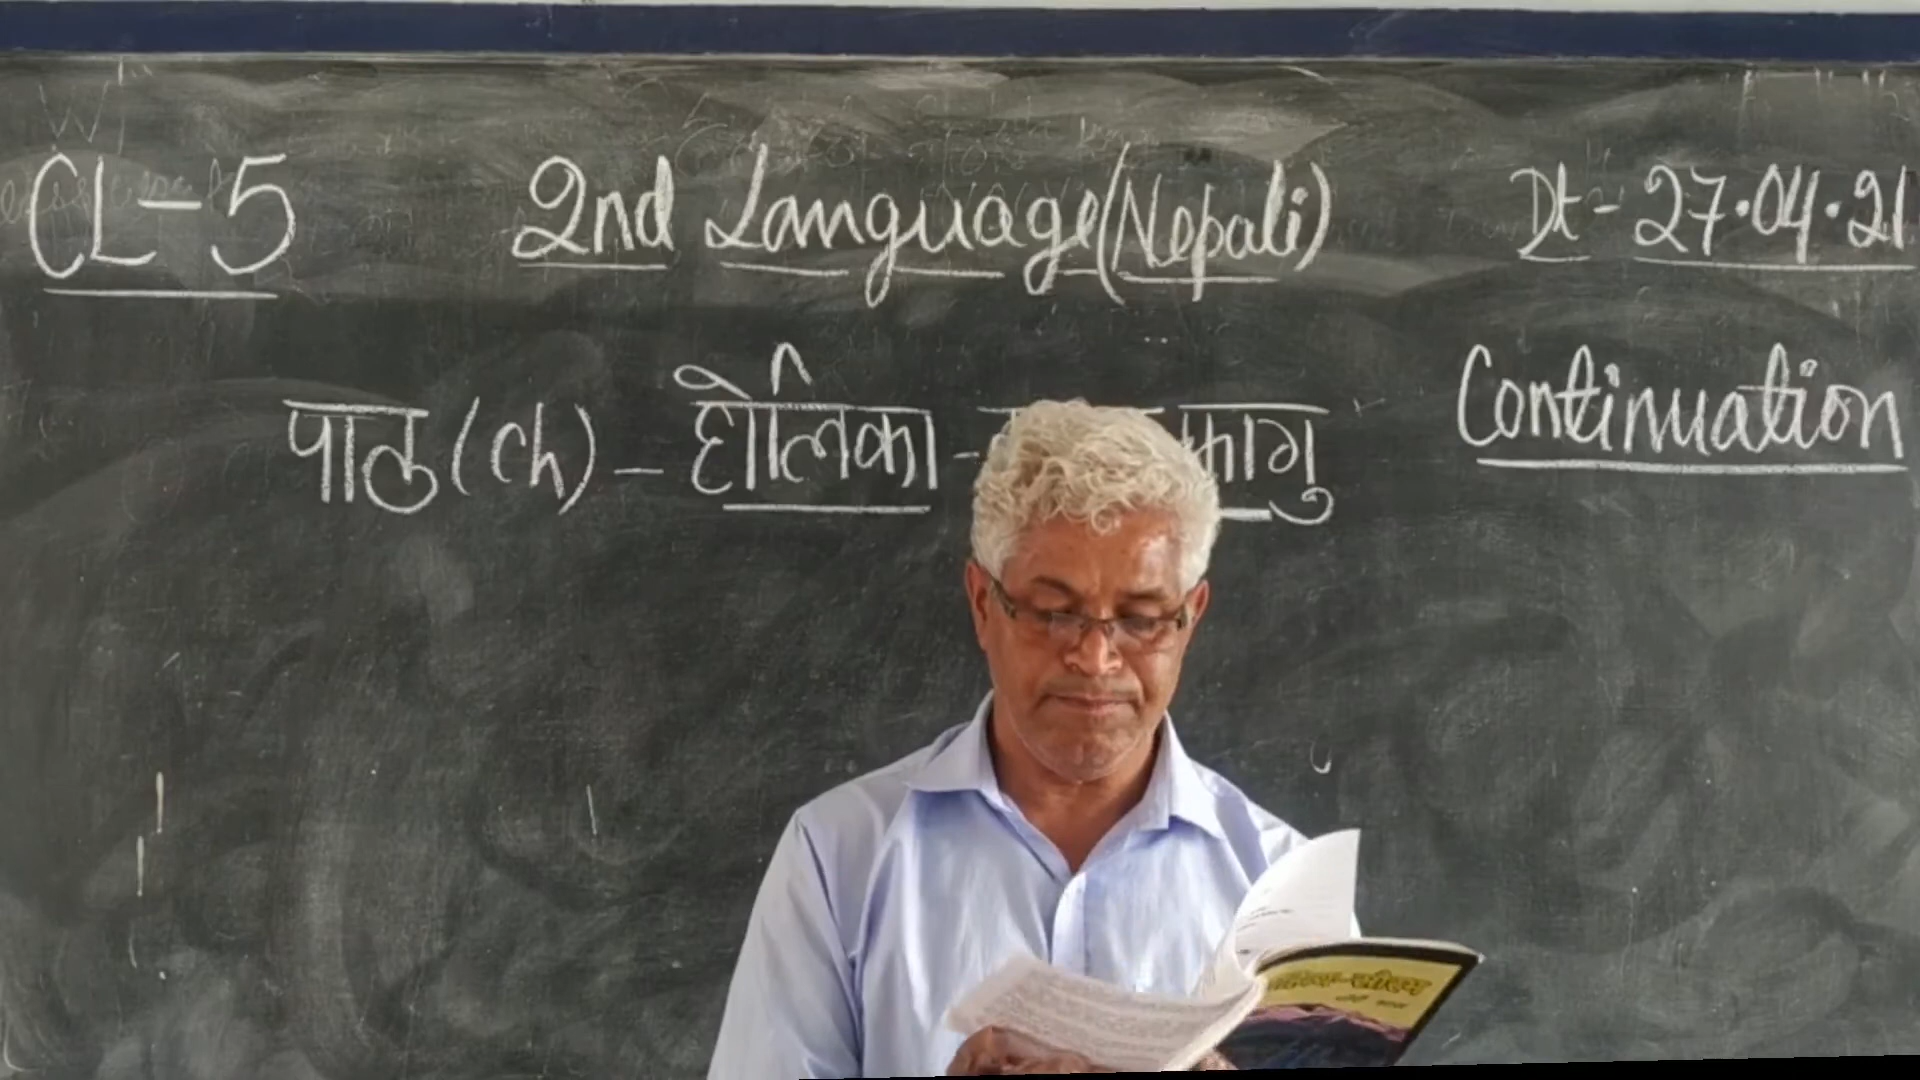 CL-5 2nd Language (Nepali) Dt- 27.04.21
पाठ (ch) - होलिका - फागु Continuation